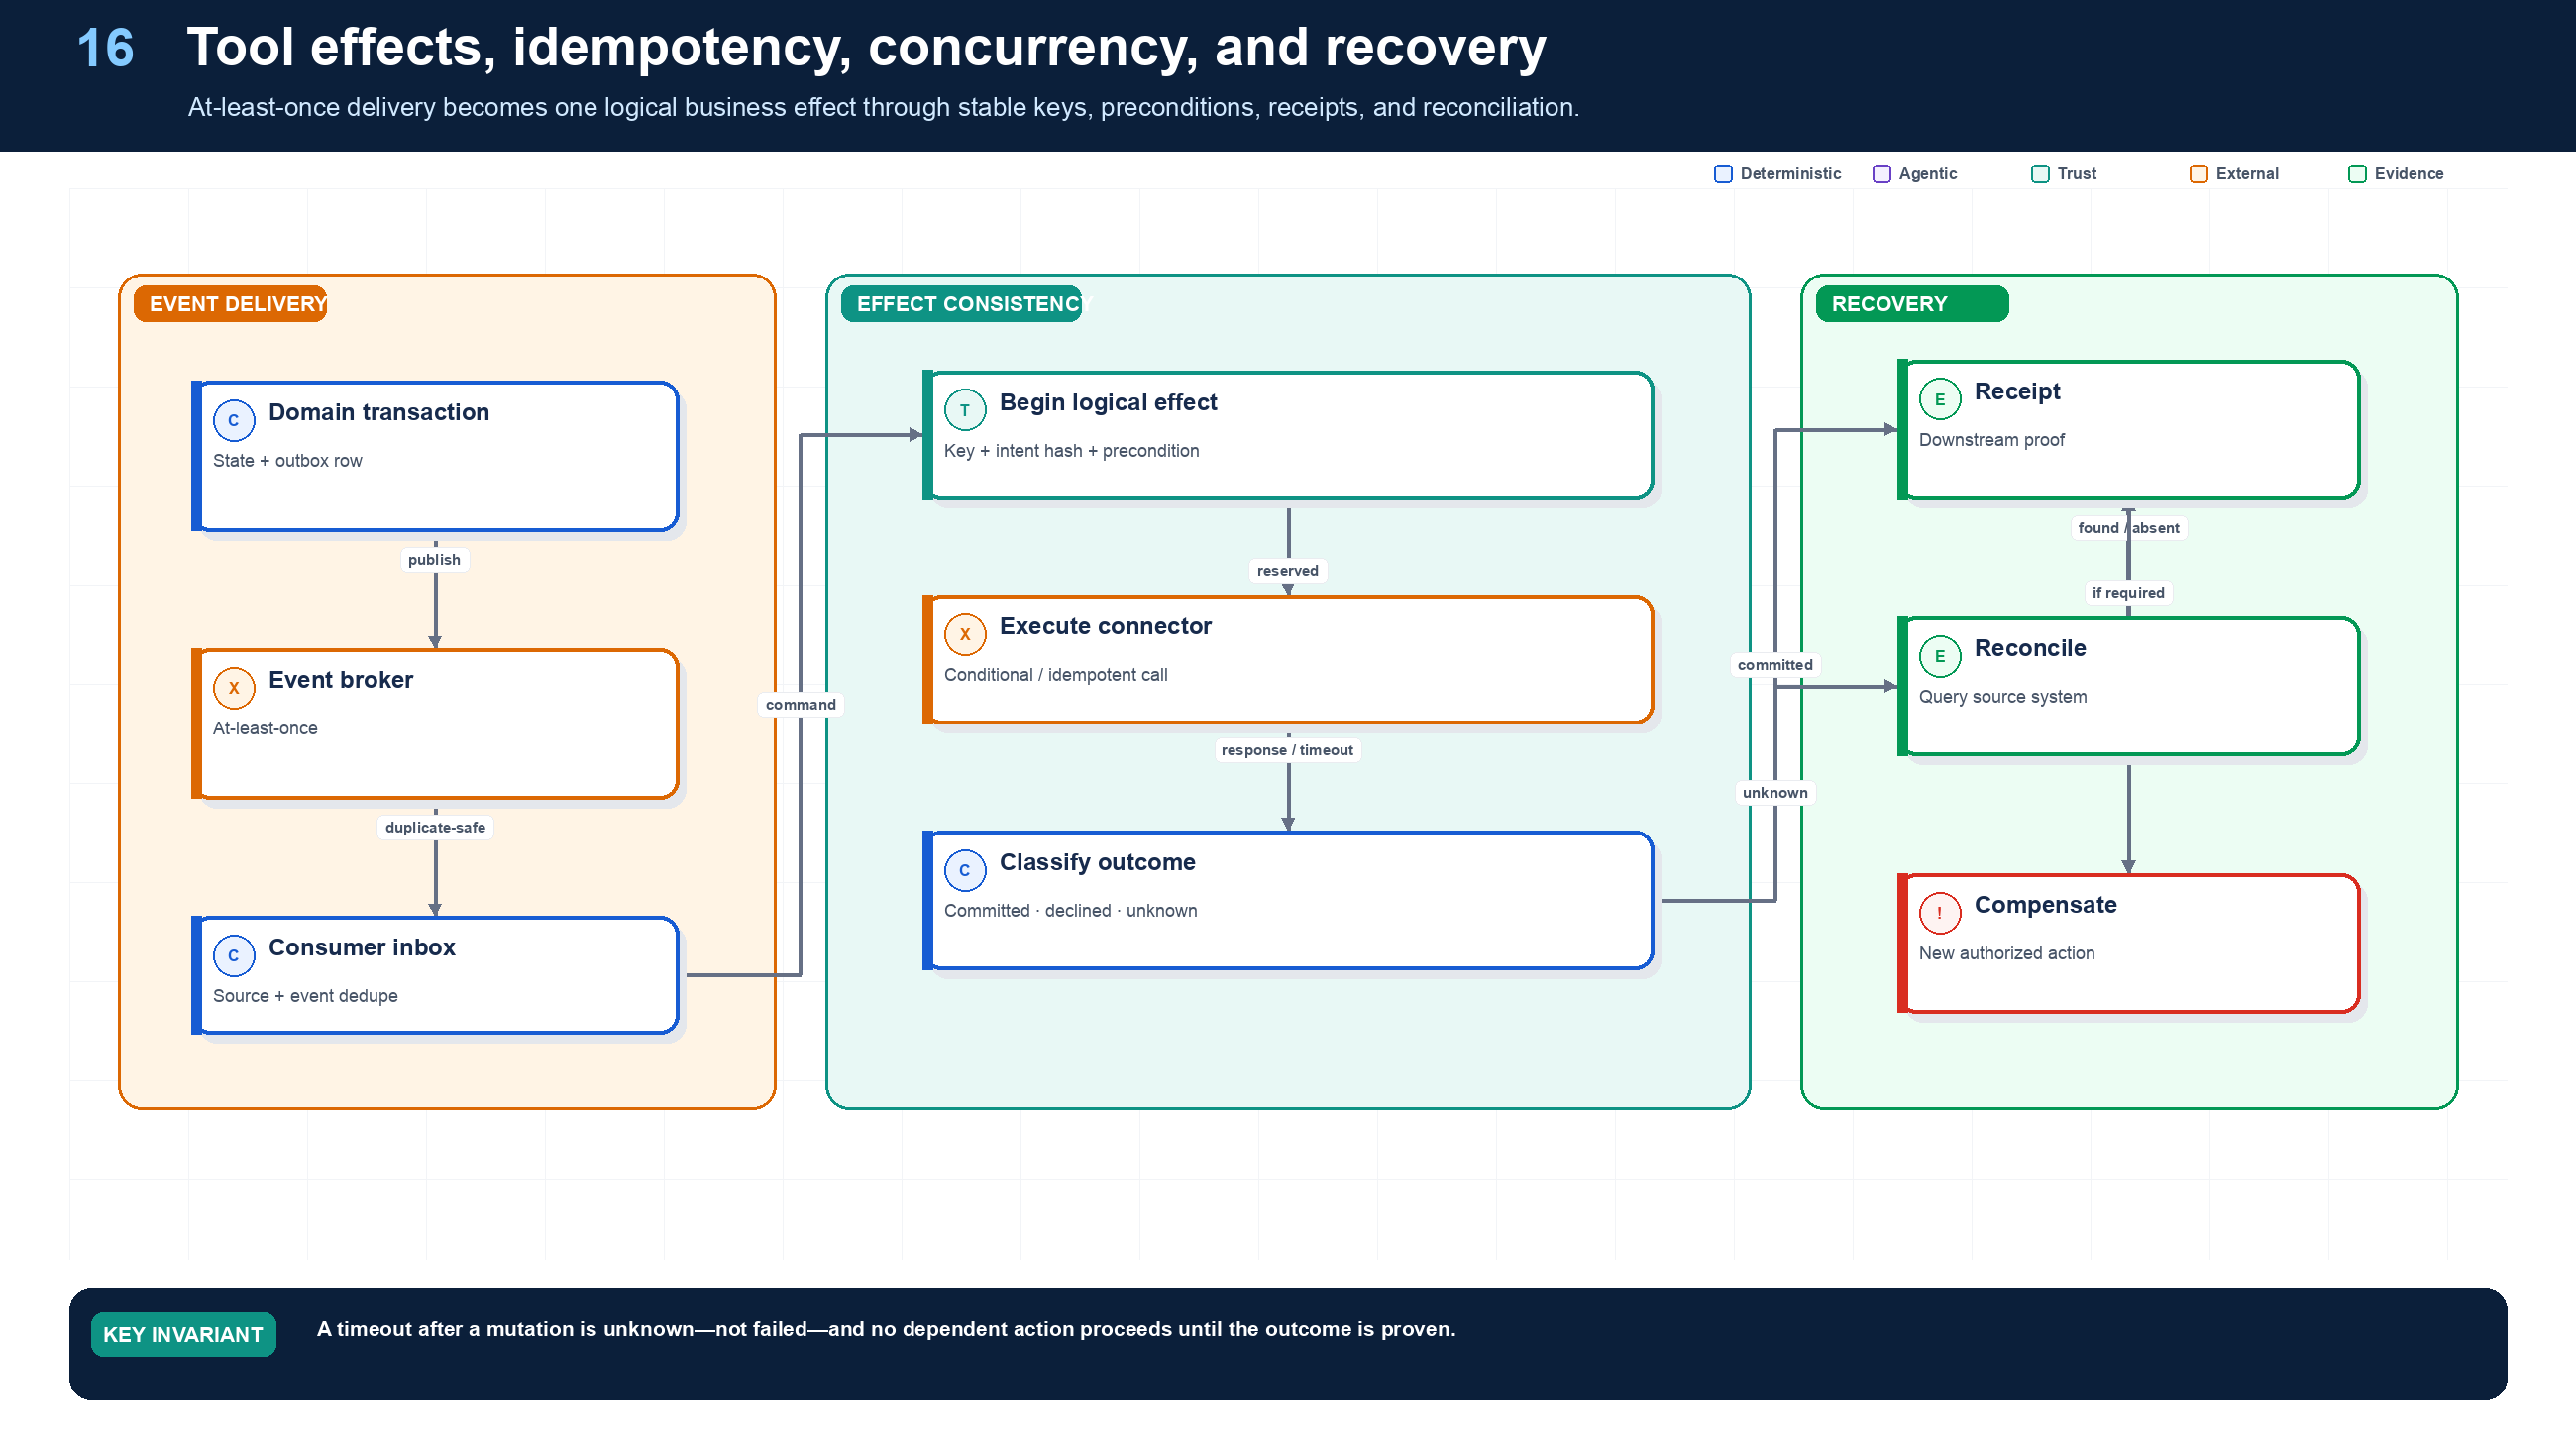 16
Tool effects, idempotency, concurrency, and recovery
At-least-once delivery becomes one logical business effect through stable keys, preconditions, receipts, and reconciliation.
Deterministic
Agentic
Trust
External
Evidence
EVENT DELIVERY
C
Domain transaction
State + outbox row
publish
X
Event broker
At-least-once
duplicate-safe
C
Consumer inbox
Source + event dedupe
command
EFFECT CONSISTENCY
T
Begin logical effect
Key + intent hash + precondition
reserved
X
Execute connector
Conditional / idempotent call
response / timeout
C
Classify outcome
Committed · declined · unknown
committed
unknown
RECOVERY
E
Receipt
Downstream proof
found / absent
if required
E
Reconcile
Query source system
!
Compensate
New authorized action
KEY INVARIANT
A timeout after a mutation is unknown—not failed—and no dependent action proceeds until the outcome is proven.